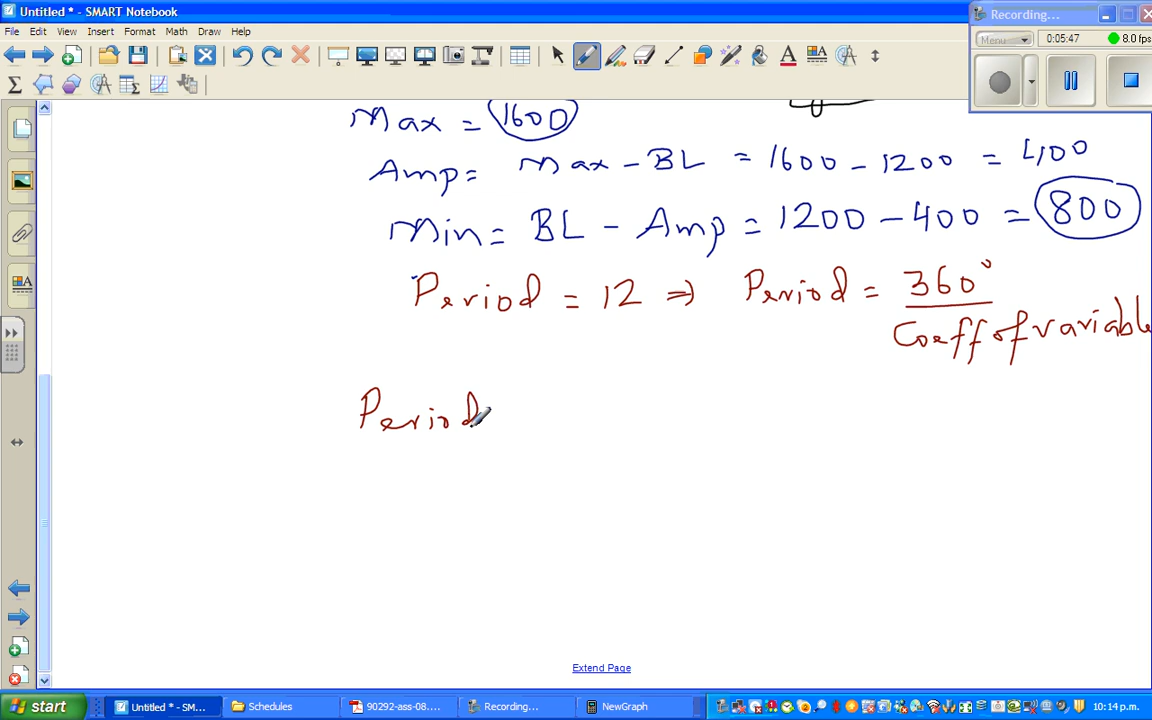 Untitled * - SMART Notebook
Recording...
File Edit View Insert Format Math Draw Help
Menu
0:05:47
8.0 fps
Max = 1600
Amp = Max - BL = 1600 - 1200 = 400
Min = BL - Amp = 1200 - 400 = 800
Period = 12 ⇒ Period = 360° / Coeff of variable
Period
Extend Page
start
Untitled * - SM...
Schedules
90292-ass-08....
Recording...
NewGraph
10:14 p.m.